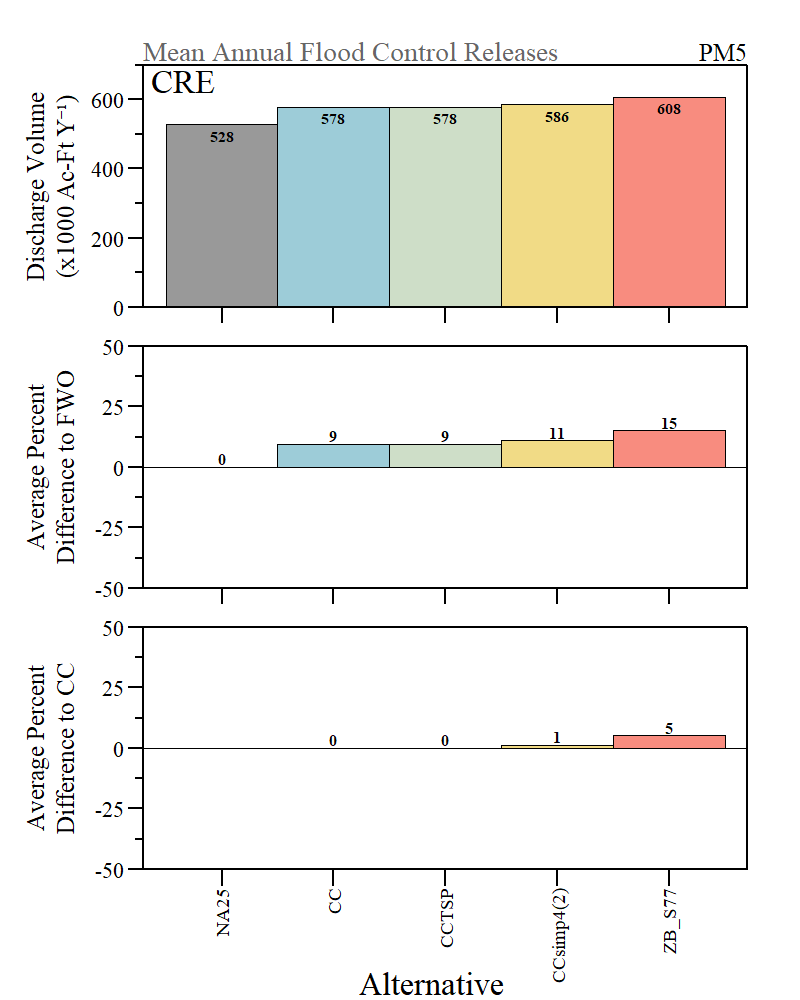 Mean Annual Flood Control Releases
PM5
CRE
Discharge Volume
(x1000 Ac-Ft Y⁻¹)
600
400
200
0
528
578
578
586
608
Average Percent
Difference to FWO
50
25
0
-25
-50
0
9
9
11
15
Average Percent
Difference to CC
50
25
0
-25
-50
0
0
1
5
NA25
CC
CCTSP
CCsimp4(2)
ZB_S77
Alternative